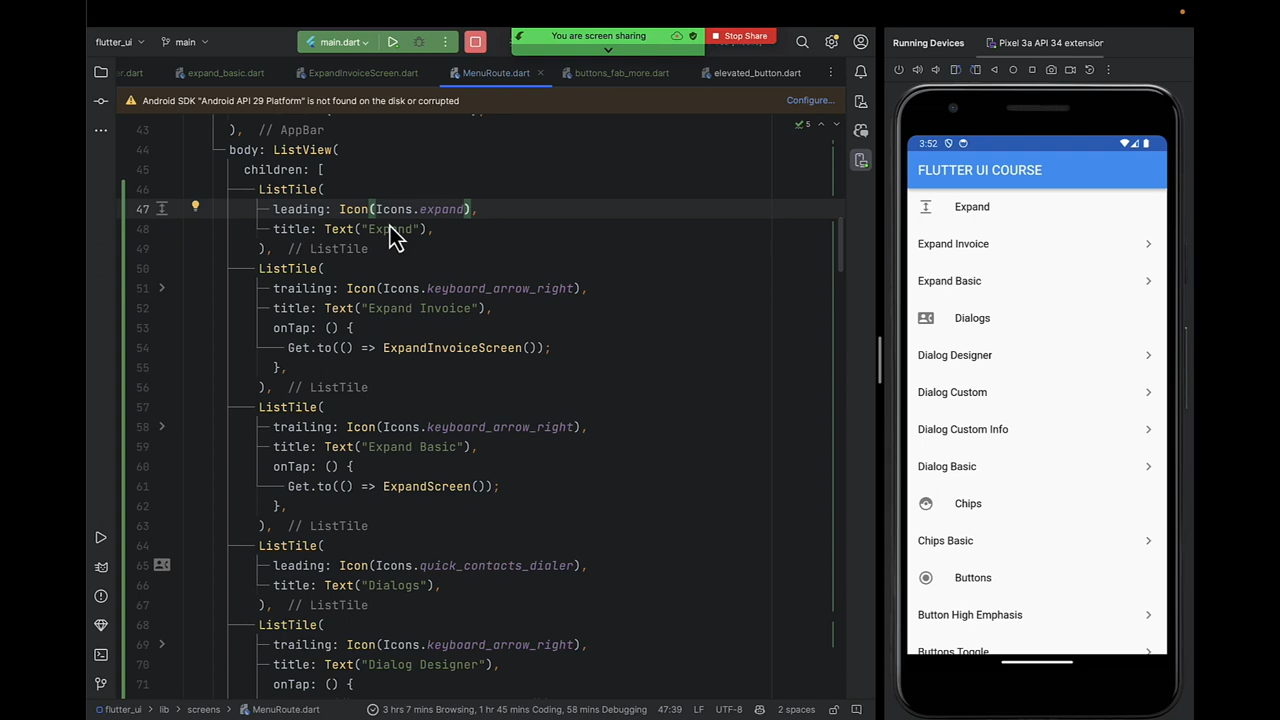 flutter_ui
main
main.dart
You are screen sharing
Stop Share
Running Devices
Pixel 3a API 34 extension
er.dart
expand_basic.dart
ExpandInvoiceScreen.dart
MenuRoute.dart
buttons_fab_more.dart
elevated_button.dart
Android SDK "Android API 29 Platform" is not found on the disk or corrupted
Configure...
5
43 ), // AppBar
44 body: ListView(
45 children: [
46 ListTile(
47 leading: Icon(Icons.expand),
48 title: Text("Expand"),
49 ), // ListTile
50 ListTile(
51 trailing: Icon(Icons.keyboard_arrow_right),
52 title: Text("Expand Invoice"),
53 onTap: () {
54 Get.to(() => ExpandInvoiceScreen());
55 },
56 ), // ListTile
57 ListTile(
58 trailing: Icon(Icons.keyboard_arrow_right),
59 title: Text("Expand Basic"),
60 onTap: () {
61 Get.to(() => ExpandScreen());
62 },
63 ), // ListTile
64 ListTile(
65 leading: Icon(Icons.quick_contacts_dialer),
66 title: Text("Dialogs"),
67 ), // ListTile
68 ListTile(
69 trailing: Icon(Icons.keyboard_arrow_right),
70 title: Text("Dialog Designer"),
71 onTap: () {
flutter_ui
lib
screens
MenuRoute.dart
3 hrs 7 mins Browsing, 1 hr 45 mins Coding, 58 mins Debugging
47:39
LF
UTF-8
2 spaces
3:52
FLUTTER UI COURSE
Expand
Expand Invoice
Expand Basic
Dialogs
Dialog Designer
Dialog Custom
Dialog Custom Info
Dialog Basic
Chips
Chips Basic
Buttons
Button High Emphasis
Buttons Toggle